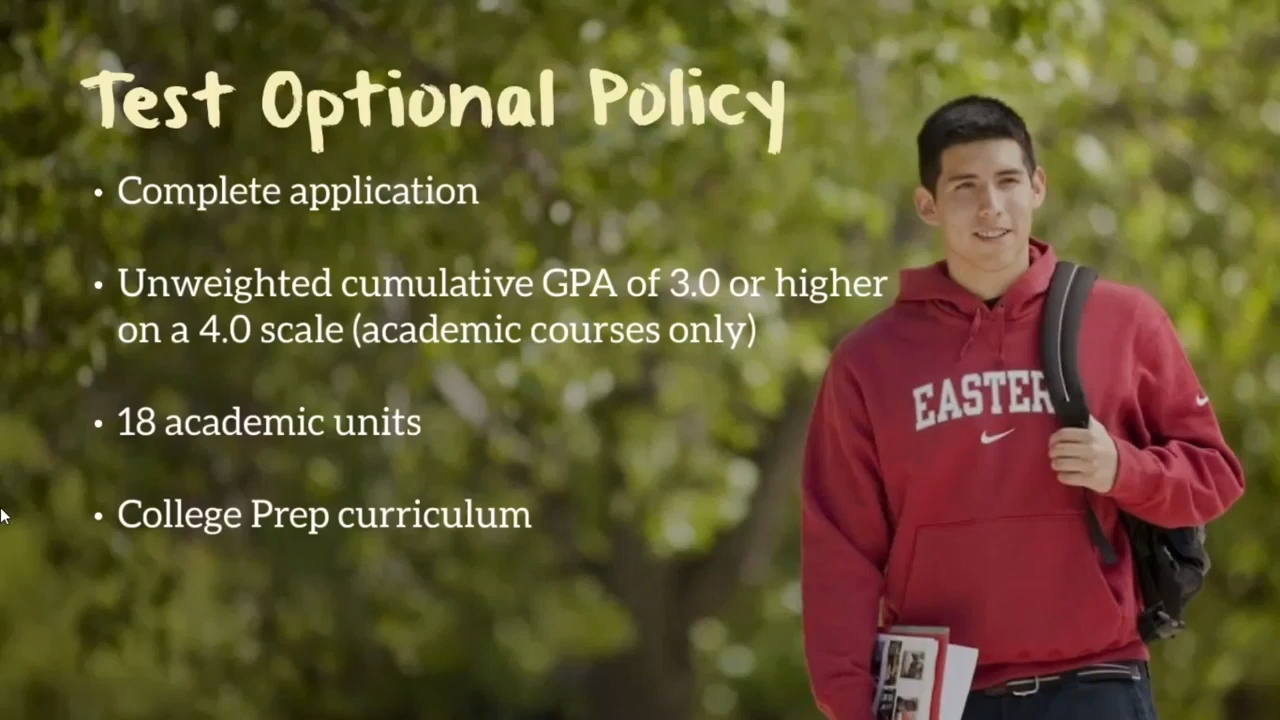 Test Optional Policy
• Complete application
• Unweighted cumulative GPA of 3.0 or higher
on a 4.0 scale (academic courses only)
• 18 academic units
• College Prep curriculum
EASTER